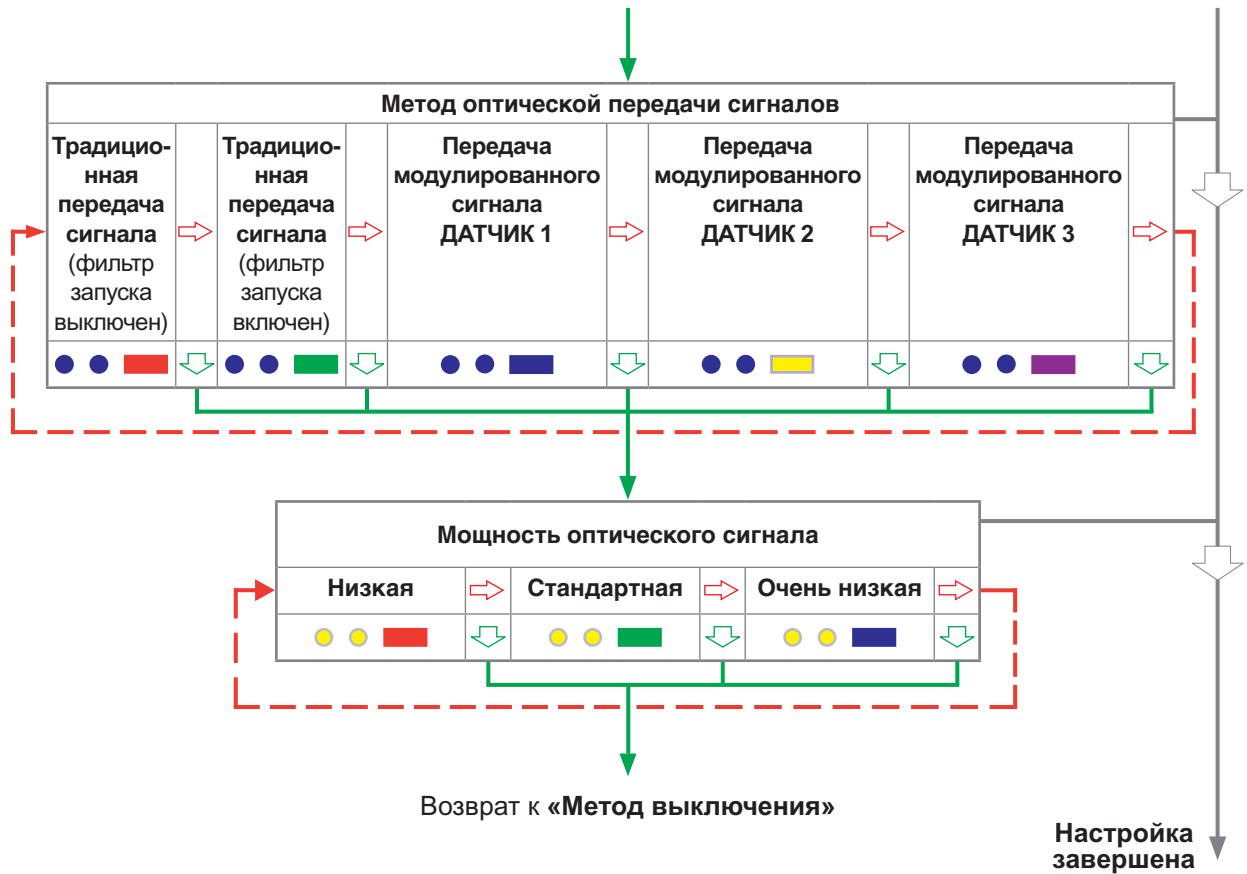 Метод оптической передачи сигналов
Традицио-
нная
передача
сигнала
(фильтр
запуска
выключен)
Традицио-
нная
передача
сигнала
(фильтр
запуска
включен)
Передача
модулированного
сигнала
ДАТЧИК 1
Передача
модулированного
сигнала
ДАТЧИК 2
Передача
модулированного
сигнала
ДАТЧИК 3
Мощность оптического сигнала
Низкая
Стандартная
Очень низкая
Возврат к «Метод выключения»
Настройка
завершена